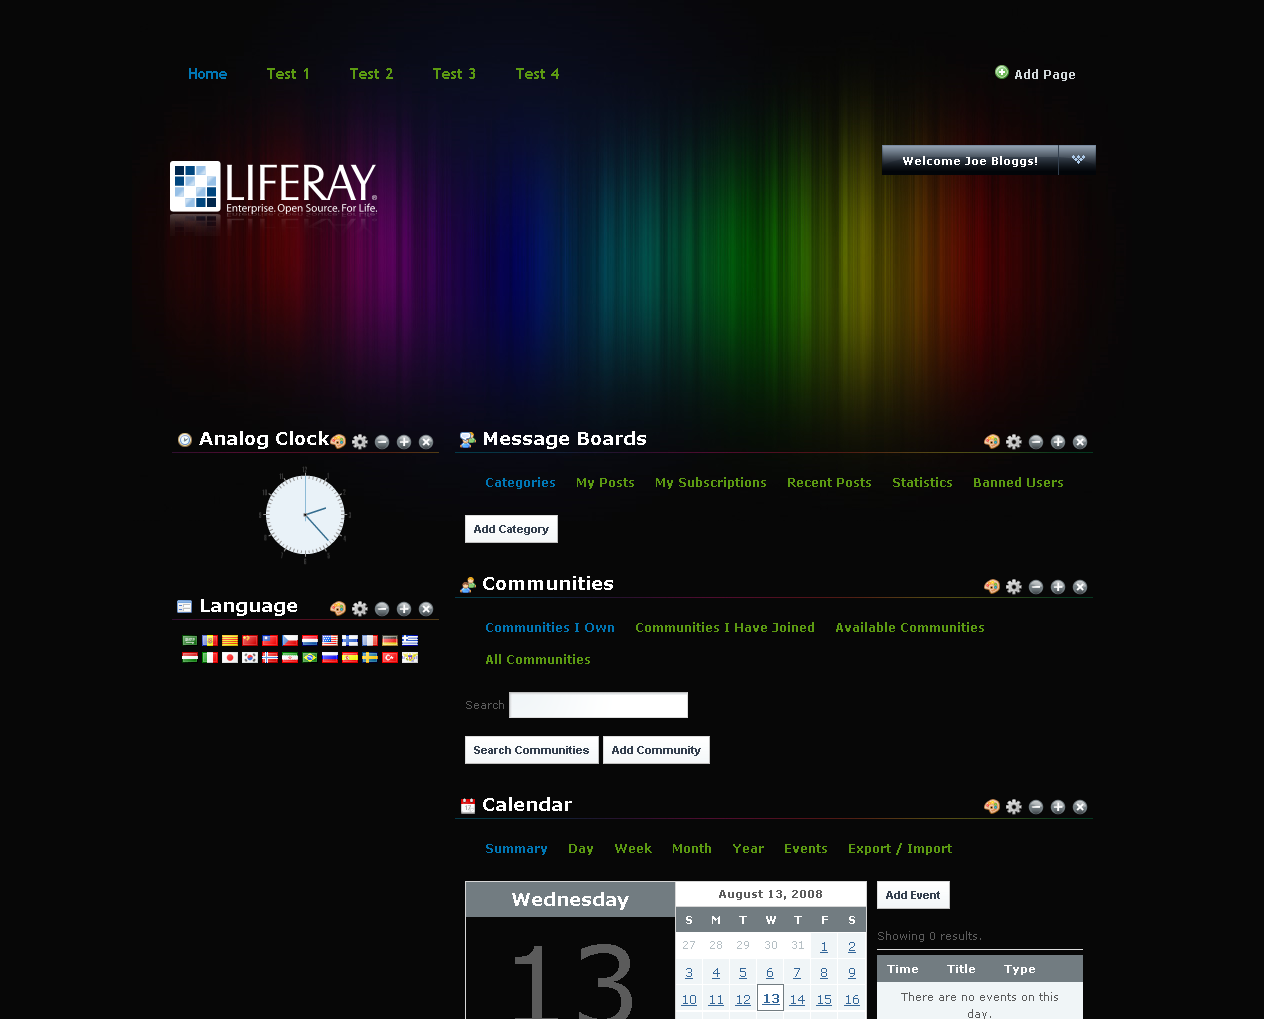 Home Test 1 Test 2 Test 3 Test 4 Add Page
Welcome Joe Bloggs!
LIFERAY
Enterprise. Open Source. For Life.
Analog Clock
Language
Message Boards
Categories My Posts My Subscriptions Recent Posts Statistics Banned Users
Add Category
Communities
Communities I Own Communities I Have Joined Available Communities
All Communities
Search
Search Communities Add Community
Calendar
Summary Day Week Month Year Events Export / Import
Wednesday
13
August 13, 2008
S M T W T F S
27 28 29 30 31 1 2
3 4 5 6 7 8 9
10 11 12 13 14 15 16
Add Event
Showing 0 results.
Time Title Type
There are no events on this
day.